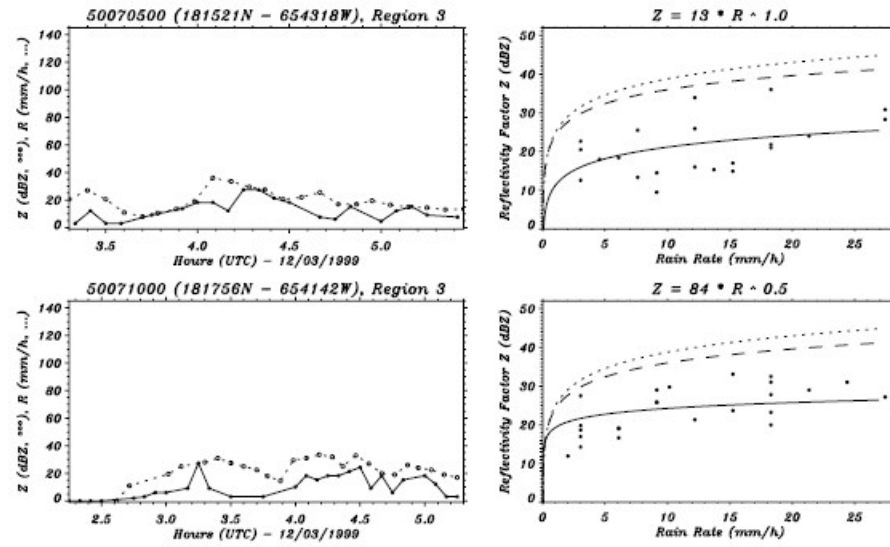 50070500 (181521N - 654318W), Region 3
Z (dBZ, ***), R (mm/h, ...)
140
120
100
80
60
40
20
0
3.5 4.0 4.5 5.0
Hours (UTC) - 12/03/1999
Z = 13 * R ^ 1.0
Reflectivity Factor Z (dBZ)
50
40
30
20
10
0
0 5 10 15 20 25
Rain Rate (mm/h)
50071000 (181756N - 654142W), Region 3
Z (dBZ, ***), R (mm/h, ...)
140
120
100
80
60
40
20
0
2.5 3.0 3.5 4.0 4.5 5.0
Hours (UTC) - 12/03/1999
Z = 84 * R ^ 0.5
Reflectivity Factor Z (dBZ)
50
40
30
20
10
0
0 5 10 15 20 25
Rain Rate (mm/h)